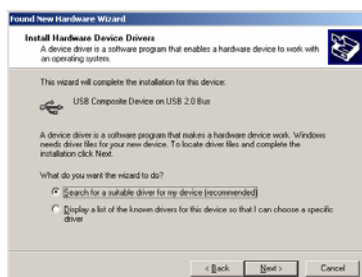 Found New Hardware Wizard
Install Hardware Device Drivers
A device driver is a software program that enables a hardware device to work with
an operating system.
This wizard will complete the installation for this device:
USB Composite Device on USB 2.0 Bus
A device driver is a software program that makes a hardware device work. Windows
needs driver files for your new device. To locate driver files and complete the
installation click Next.
What do you want the wizard to do?
Search for a suitable driver for my device (recommended)
Display a list of the known drivers for this device so that I can choose a specific
driver
< Back Next > Cancel